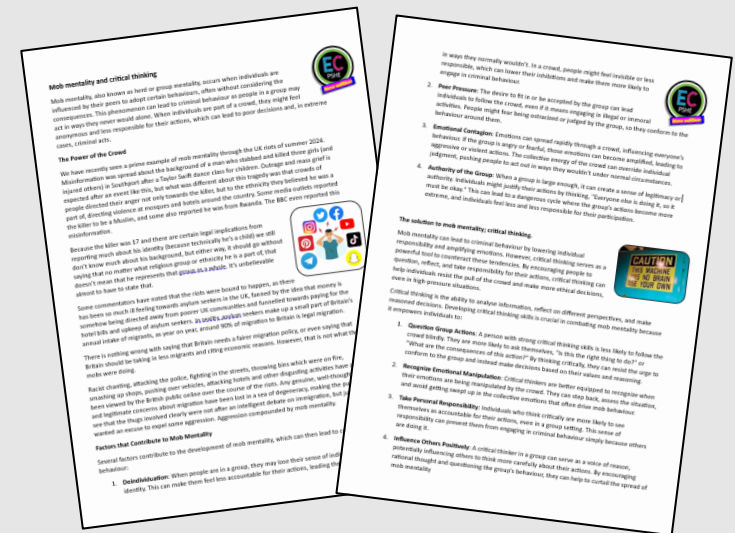 Mob mentality and critical thinking
Mob mentality, also known as herd or group mentality, occurs when individuals are
influenced by their peers to adopt certain behaviours, often without considering the
consequences. This phenomenon can lead to criminal behaviour as people in a group may
act in ways they never would alone. When individuals are part of a crowd, they might feel
anonymous and less responsible for their actions, which can lead to poor decisions and, in extreme
cases, criminal acts.
The Power of the Crowd
We have recently seen a prime example of mob mentality through the UK riots of summer 2024.
Misinformation was spread about the background of a man who stabbed and killed three girls (and
injured others) in Southport after a Taylor Swift dance class for children. Outrage and mass grief is
expected after an event like this, but what was different about this tragedy was that crowds of
people directed their anger not only towards the killer, but to the ethnicity they believed he was a
part of, directing violence at mosques and hotels around the country. Some media outlets reported
the killer to be a Muslim, and some also reported he was from Rwanda. The BBC even reported this
misinformation.
Because the killer was 17 and there are certain legal implications from
reporting much about his identity (because technically he's a child) we still
don't know much about his background, but either way, it should go without
saying that no matter what religious group or ethnicity he is a part of, that
doesn't mean he represents that group as a whole. It's unbelievable
almost to have to state that.
Some commentators have noted that the riots were bound to happen, as there
has been so much ill feeling towards asylum seekers in the UK, fanned by the idea that money is
somehow being directed away from poorer UK communities and funnelled towards paying for the
hotel bills and upkeep of asylum seekers. In reality asylum seekers make up a small part of Britain's
annual intake of migrants, as year on year, around 90% of migration to Britain is legal migration.
There is nothing wrong with saying that Britain needs a fairer migration policy, or even saying that
Britain should be taking in less migrants and citing economic reasons. However, that is not what the
mobs were doing.
Racist chanting, attacking the police, fighting in the streets, throwing bins which were on fire,
smashing up shops, pushing over vehicles, attacking hotels and other disgusting activities have
been viewed by the British public online over the course of the riots. Any genuine, well-thought
and legitimate concerns about migration have been lost in a sea of degeneracy, making the
see that the thugs involved clearly were not after an intelligent debate on immigration, but
wanted an excuse to expel some aggression. Aggression compounded by mob mentality.
Factors that Contribute to Mob Mentality
Several factors contribute to the development of mob mentality, which can then lead to
behaviour:
1. Deindividuation: When people are in a group, they may lose their sense of
identity. This can make them feel less accountable for their actions, leading
EC
PSHE
in ways they normally wouldn't. In a crowd, people might feel invisible or less
responsible, which can lower their inhibitions and make them more likely to
engage in criminal behaviour.
2. Peer Pressure: The desire to fit in or be accepted by the group can lead
individuals to follow the crowd, even if it means engaging in illegal or immoral
activities. People might fear being ostracized or judged by the group, so they conform to the
behaviour around them.
3. Emotional Contagion: Emotions can spread rapidly through a crowd, influencing everyone's
behaviour. If the group is angry or fearful, those emotions can become amplified, leading to
aggressive or violent actions. The collective energy of the crowd can override individual
judgment, pushing people to act out in ways they wouldn't under normal circumstances.
4. Authority of the Group: When a group is large enough, it can create a sense of legitimacy or
authority. Individuals might justify their actions by thinking, "Everyone else is doing it, so it
must be okay." This can lead to a dangerous cycle where the group's actions become more
extreme, and individuals feel less and less responsible for their participation.
The solution to mob mentality; critical thinking.
Mob mentality can lead to criminal behaviour by lowering individual
responsibility and amplifying emotions. However, critical thinking serves as a
powerful tool to counteract these tendencies. By encouraging people to
question, reflect, and take responsibility for their actions, critical thinking can
help individuals resist the pull of the crowd and make more ethical decisions,
even in high-pressure situations.
Critical thinking is the ability to analyse information, reflect on different perspectives, and make
reasoned decisions. Developing critical thinking skills is crucial in combating mob mentality because
it empowers individuals to:
1. Question Group Actions: A person with strong critical thinking skills is less likely to follow the
crowd blindly. They are more likely to ask themselves, "Is this the right thing to do?" or
"What are the consequences of this action?" By thinking critically, they can resist the urge to
conform to the group and instead make decisions based on their values and reasoning.
2. Recognize Emotional Manipulation: Critical thinkers are better equipped to recognize when
their emotions are being manipulated by the crowd. They can step back, assess the situation,
and avoid getting swept up in the collective emotions that often drive mob behaviour.
3. Take Personal Responsibility: Individuals who think critically are more likely to see
themselves as accountable for their actions, even in a group setting. This sense of
responsibility can prevent them from engaging in criminal behaviour simply because others
are doing it.
4. Influence Others Positively: A critical thinker in a group can serve as a voice of reason,
potentially influencing others to think more carefully about their actions. By encouraging
rational thought and questioning the group's behaviour, they can help to curtail the spread of
mob mentality
EC
PSHE
CAUTION
THIS MACHINE
HAS NO BRAIN
USE YOUR OWN